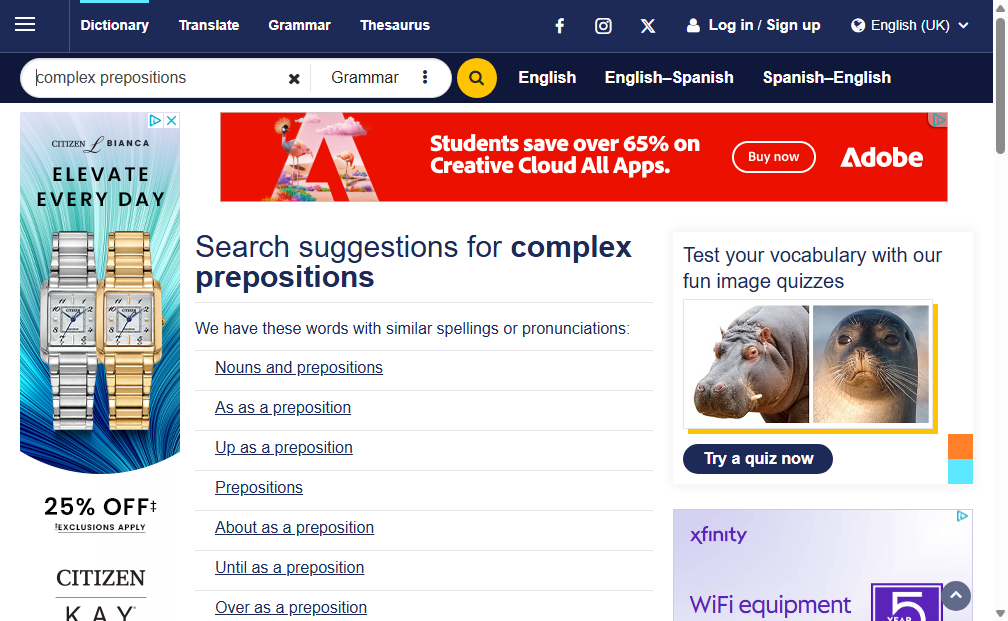 Dictionary Translate Grammar Thesaurus Log in / Sign up English (UK)
complex prepositions Grammar English English–Spanish Spanish–English
CITIZEN L BIANCA
ELEVATE
EVERY DAY
25% OFF‡
‡EXCLUSIONS APPLY
CITIZEN
KAY
Students save over 65% on
Creative Cloud All Apps.
Buy now
Adobe
Search suggestions for complex
prepositions
We have these words with similar spellings or pronunciations:
Nouns and prepositions
As as a preposition
Up as a preposition
Prepositions
About as a preposition
Until as a preposition
Over as a preposition
Test your vocabulary with our
fun image quizzes
Try a quiz now
xfinity
WiFi equipment
5
YEAR